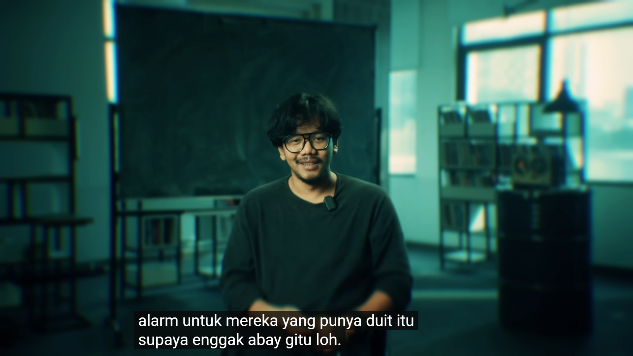 alarm untuk mereka yang punya duit itu
supaya enggak abay gitu loh.